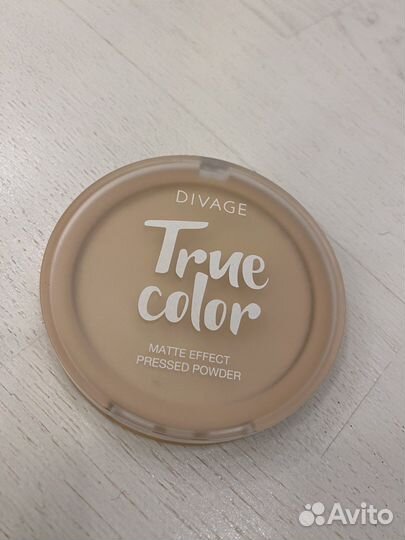 DIVAGE
True
color
MATTE EFFECT
PRESSED POWDER
Avito